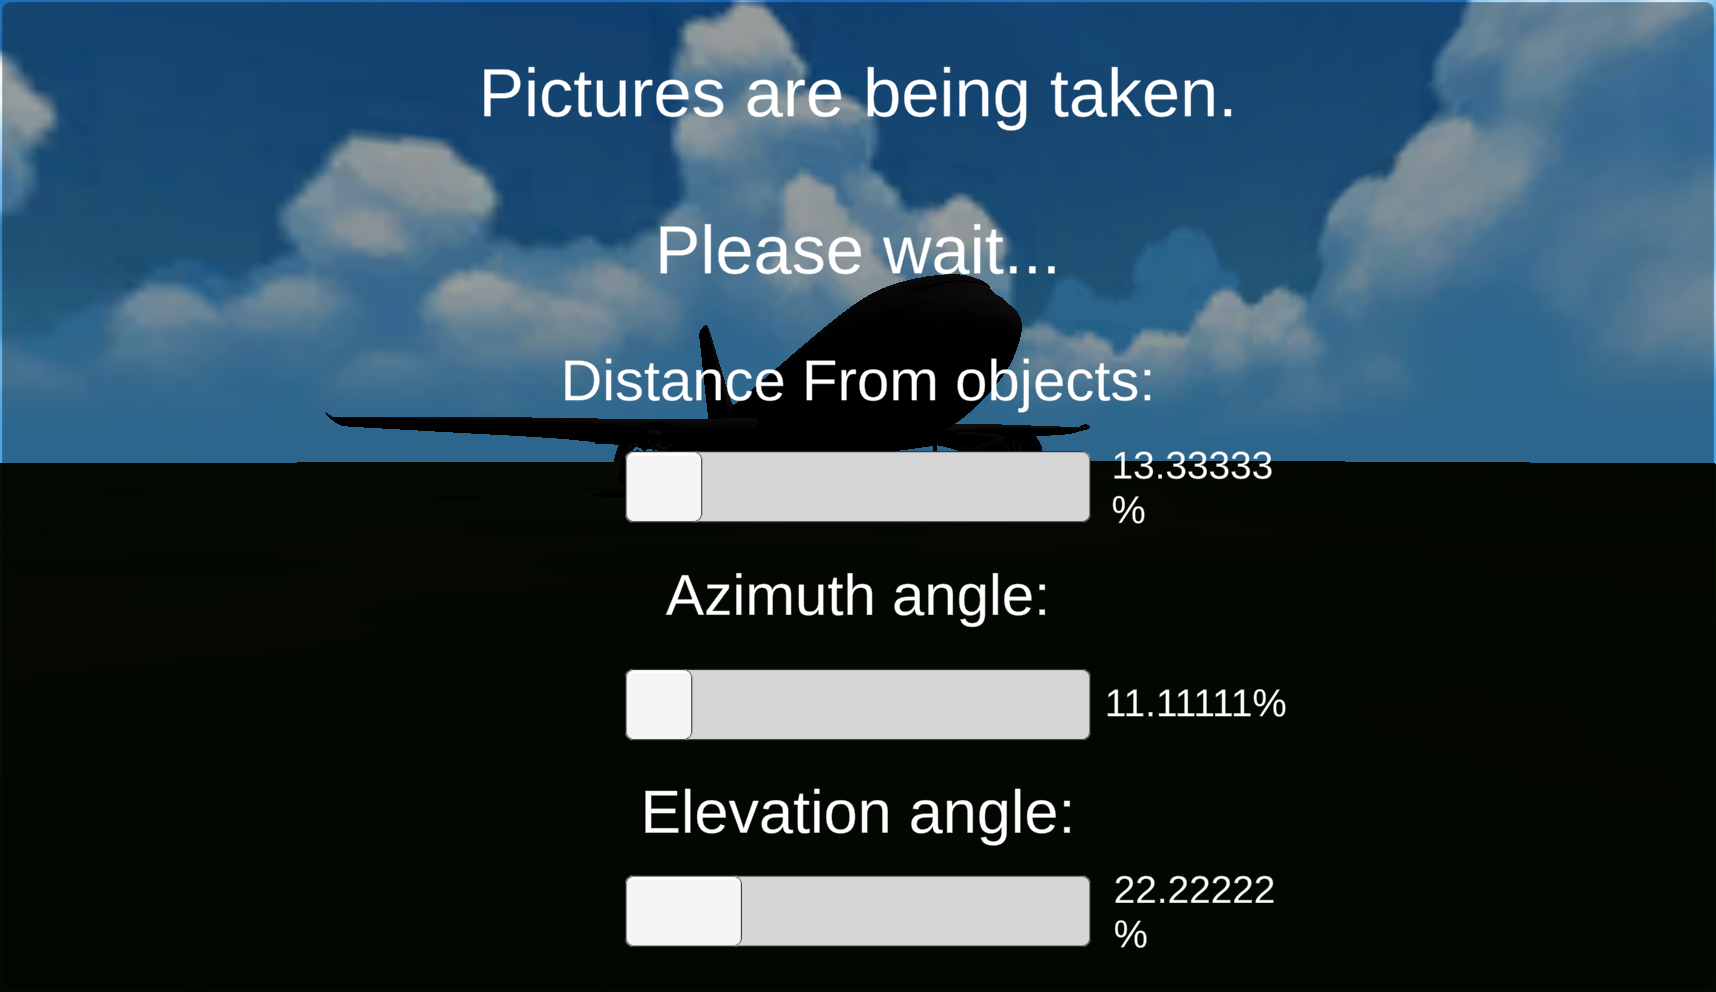 Pictures are being taken.
Please wait...
Distance From objects:
13.33333
%
Azimuth angle:
11.11111%
Elevation angle:
22.22222
%